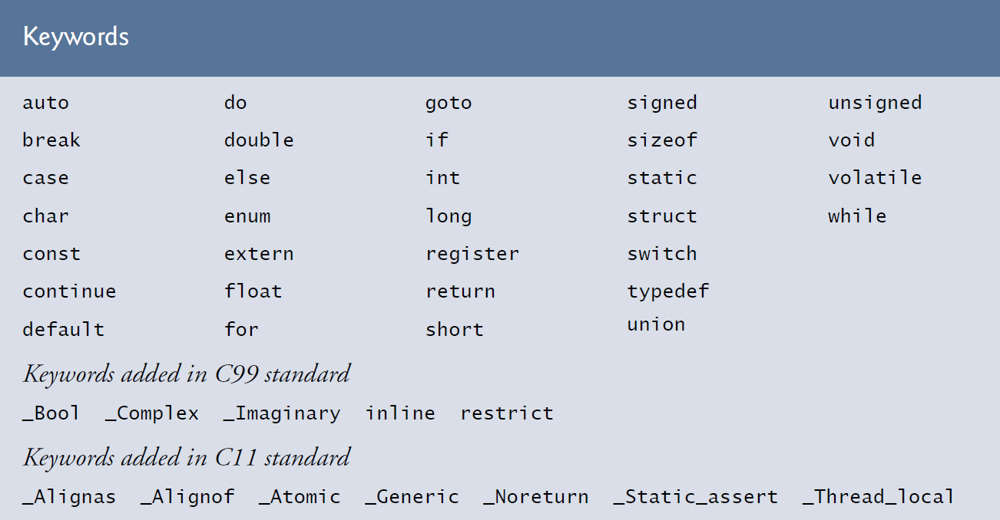 Keywords
auto do goto signed unsigned
break double if sizeof void
case else int static volatile
char enum long struct while
const extern register switch
continue float return typedef
default for short union
Keywords added in C99 standard
_Bool _Complex _Imaginary inline restrict
Keywords added in C11 standard
_Alignas _Alignof _Atomic _Generic _Noreturn _Static_assert _Thread_local